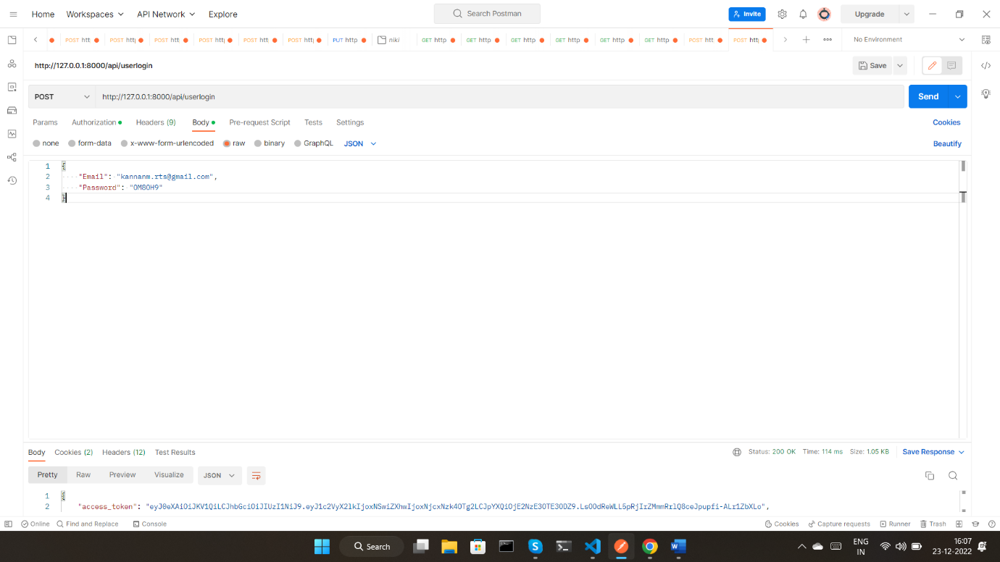 Home Workspaces API Network Explore Search Postman Invite Upgrade
POST htt POST http POST htt POST http POST htt POST http PUT http niki GET http GET http GET http GET http GET http GET http POST http POST http No Environment
http://127.0.0.1:8000/api/userlogin Save
POST http://127.0.0.1:8000/api/userlogin Send
Params Authorization Headers (9) Body Pre-request Script Tests Settings Cookies
none form-data x-www-form-urlencoded raw binary GraphQL JSON Beautify
1 {
2 "Email": "kannanm.rts@gmail.com",
3 "Password": "OM8OH9"
4 }
Body Cookies (2) Headers (12) Test Results Status: 200 OK Time: 114 ms Size: 1.05 KB Save Response
Pretty Raw Preview Visualize JSON
1 {
2 "access_token":
Online Find and Replace Console Cookies Capture requests Runner Trash
Search ENG 16:07
IN 23-12-2022